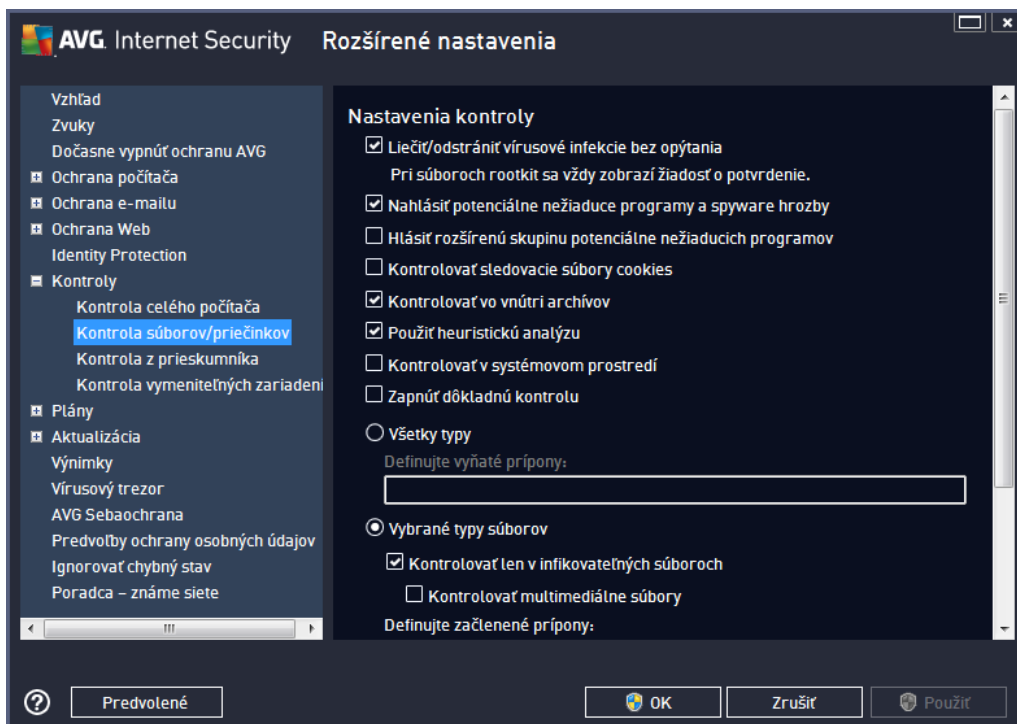 AVG. Internet Security Rozšírené nastavenia
Vzhľad
Zvuky
Dočasne vypnúť ochranu AVG
Ochrana počítača
Ochrana e-mailu
Ochrana Web
Identity Protection
Kontroly
Kontrola celého počítača
Kontrola súborov/priečinkov
Kontrola z prieskumníka
Kontrola vymeniteľných zariadení
Plány
Aktualizácia
Výnimky
Vírusový trezor
AVG Sebaochrana
Predvoľby ochrany osobných údajov
Ignorovať chybný stav
Poradca – známe siete
Nastavenia kontroly
Liečiť/odstrániť vírusové infekcie bez opýtania
Pri súboroch rootkit sa vždy zobrazí žiadosť o potvrdenie.
Nahlásiť potenciálne nežiaduce programy a spyware hrozby
Hlásiť rozšírenú skupinu potenciálne nežiaducich programov
Kontrolovať sledovacie súbory cookies
Kontrolovať vo vnútri archívov
Použiť heuristickú analýzu
Kontrolovať v systémovom prostredí
Zapnúť dôkladnú kontrolu
Všetky typy
Definujte vyňaté prípony:
Vybrané typy súborov
Kontrolovať len v infikovateľných súboroch
Kontrolovať multimediálne súbory
Definujte začlenené prípony:
Predvolené
OK
Zrušiť
Použiť